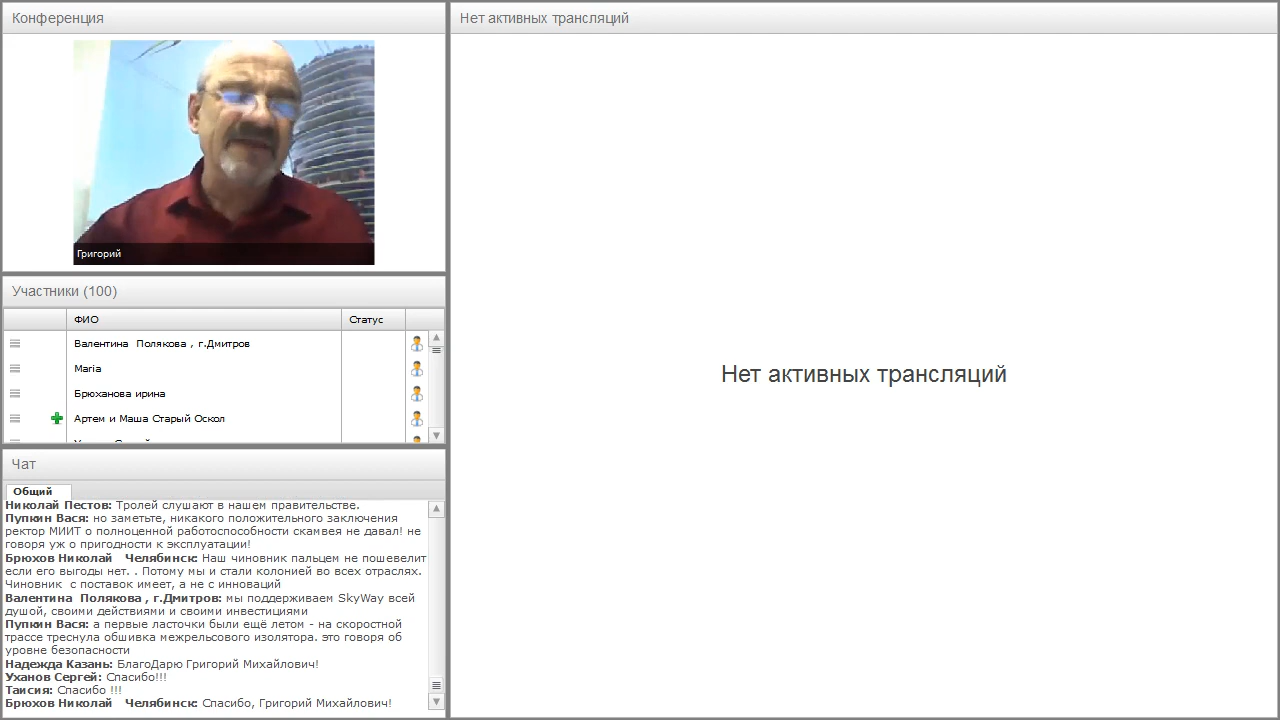 Конференция
Нет активных трансляций
Григорий
Участники (100)
ФИО
Статус
Валентина Полякова , г.Дмитров
Maria
Брюханова ирина
Артем и Маша Старый Оскол
Нет активных трансляций
Чат
Общий
Николай Пестов: Тролей слушают в нашем правительстве.
Пупкин Вася: но заметьте, никакого положительного заключения
ректор МИИТ о полноценной работоспособности скамвея не давал! не
говоря уж о пригодности к эксплуатации!
Брюхов Николай Челябинск: Наш чиновник пальцем не пошевелит
если его выгоды нет. . Потому мы и стали колонией во всех отраслях.
Чиновник с поставок имеет, а не с инноваций
Валентина Полякова , г.Дмитров: мы поддерживаем SkyWay всей
душой, своими действиями и своими инвестициями
Пупкин Вася: а первые ласточки были ещё летом - на скоростной
трассе треснула обшивка межрельсового изолятора. это говоря об
уровне безопасности
Надежда Казань: БлагоДарю Григорий Михайлович!
Уханов Сергей: Спасибо!!!
Таисия: Спасибо !!!
Брюхов Николай Челябинск: Спасибо, Григорий Михайлович!